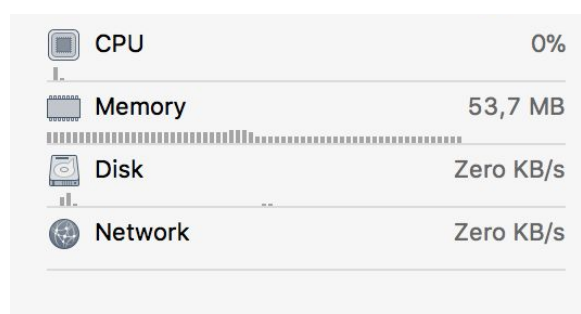 CPU 0%
Memory 53,7 MB
Disk Zero KB/s
Network Zero KB/s